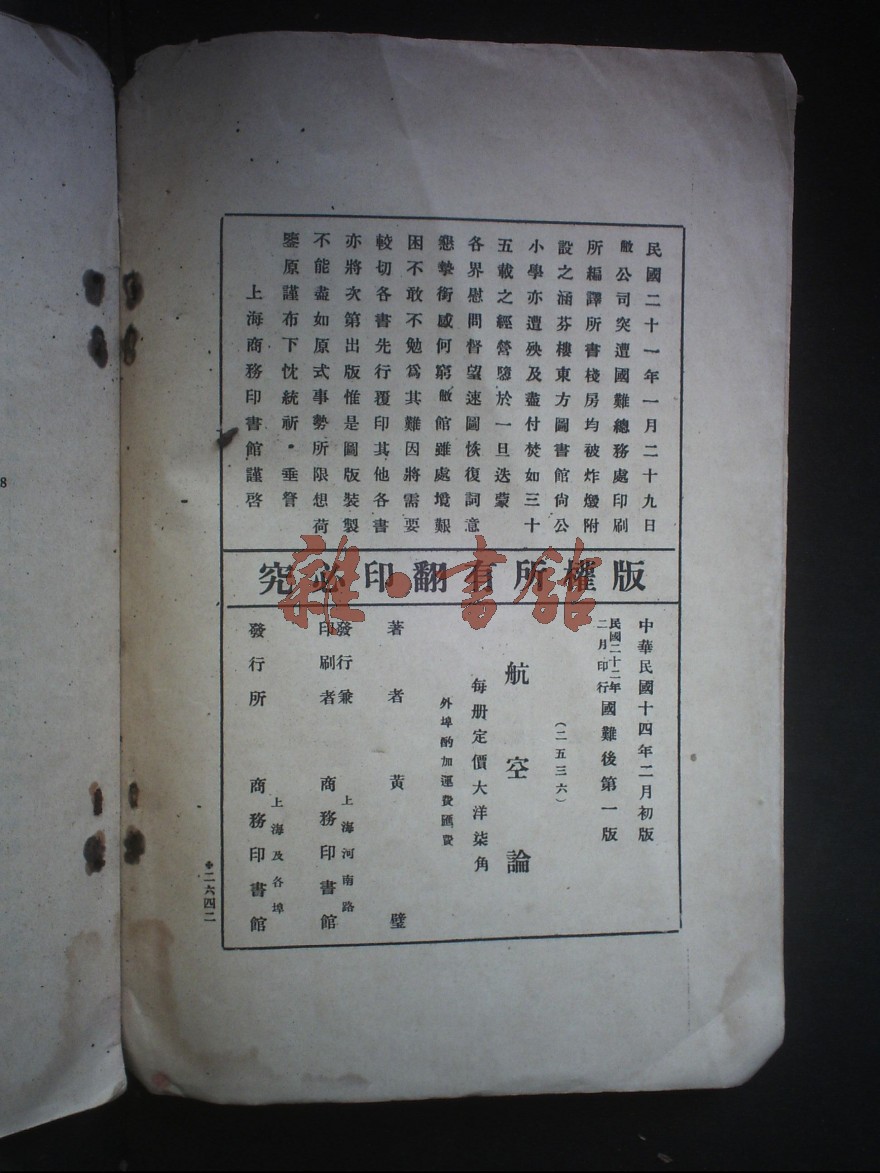 民國二十一年一月二十九日
敝公司突遭國難總務處印刷
所編譯所書棧房均被炸燬附
設之涵芬樓東方圖書館尙公
小學亦遭殃及盡付焚如三十
五載之經營隳於一旦迭蒙
各界慰問督望速圖恢復詞意
懇摯銜感何窮敝館雖處境艱
困不敢不勉爲其難因將需要
較切各書先行覆印其他各書
亦將次第出版惟是圖版裝製
不能盡如原式事勢所限想荷
鑒原謹布下忱統祈 垂詧
上海商務印書館謹啓
版權所有翻印必究
中華民國十四年二月初版
民國二十二年
二月印行
國難後第一版
(二五三六)
航空論
每册定價大洋柒角
外埠酌加運費匯費
著者 黃璧
發行兼
印刷者
上海河南路
商務印書館
發行所
上海及各埠
商務印書館
二六四二
8
雜·書館